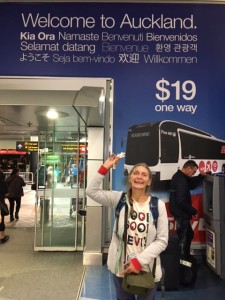 Welcome to Auckland.
Kia Ora Namaste Benvenuti Bienvenidos
Selamat datang Bienvenue 환영 관광객
ようこそ Seja bem-vindo 欢迎 Willkommen
$19
one way